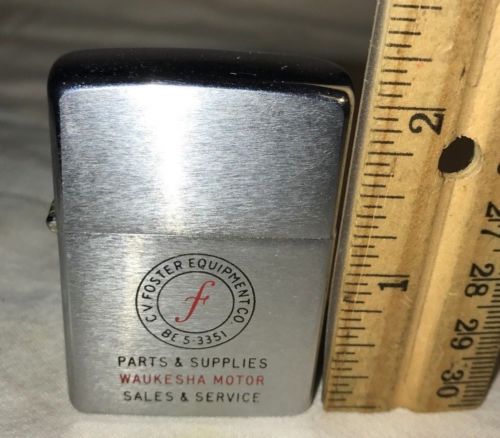 C.V. FOSTER EQUIPMENT CO.
f
BE 5-3351
PARTS & SUPPLIES
WAUKESHA MOTOR
SALES & SERVICE
2
1
27
28
29
30